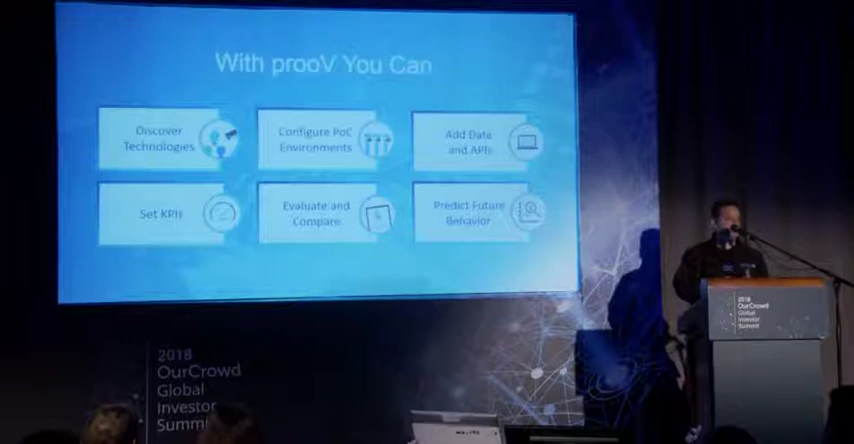 With prooV You Can
Discover
Technologies
Configure PoC
Environments
Add Data
and APIs
Set KPIs
Evaluate and
Compare
Predict Future
Behavior
2018
OurCrowd
Global
Investor
Summit
2018
OurCrowd
Global
Investor
Summit